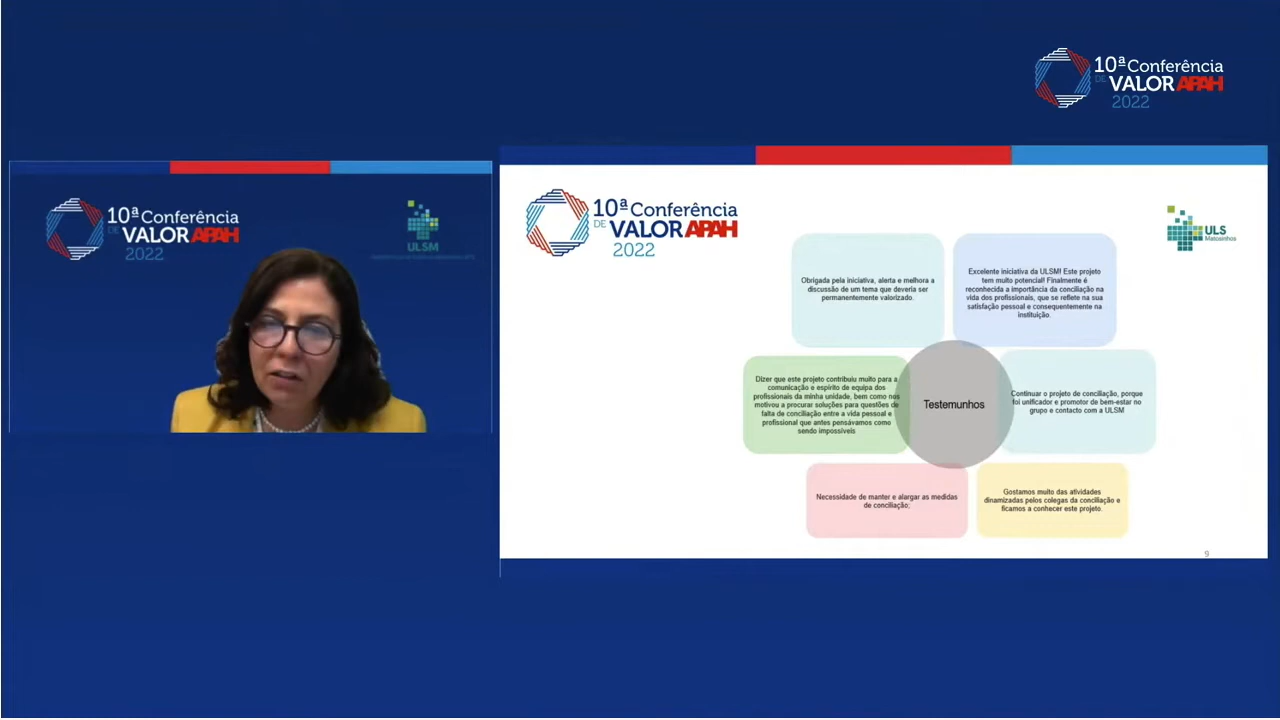 10ª Conferência
DE VALOR APAH
2022
10ª Conferência
DE VALOR APAH
2022
ULSM
10ª Conferência
DE VALOR APAH
2022
ULS
Matosinhos
Obrigada pela iniciativa, alerta e melhora a
discussão de um tema que deveria ser
permanentemente valorizado.
Excelente iniciativa da ULSM! Este projeto
tem muito potencial! Finalmente é
reconhecida a importância da conciliação na
vida dos profissionais, que se reflete na sua
satisfação pessoal e consequentemente na
instituição.
Dizer que este projeto contribuiu muito para a
comunicação e espírito de equipa dos
profissionais da minha unidade, bem como nos
motivou a procurar soluções para questões de
falta de conciliação entre a vida pessoal e
profissional que antes pensávamos como
sendo impossíveis
Testemunhos
Continuar o projeto de conciliação, porque
foi unificador e promotor de bem-estar no
grupo e contacto com a ULSM
Necessidade de manter e alargar as medidas
de conciliação;
Gostamos muito das atividades
dinamizadas pelos colegas da conciliação e
ficamos a conhecer este projeto.
9